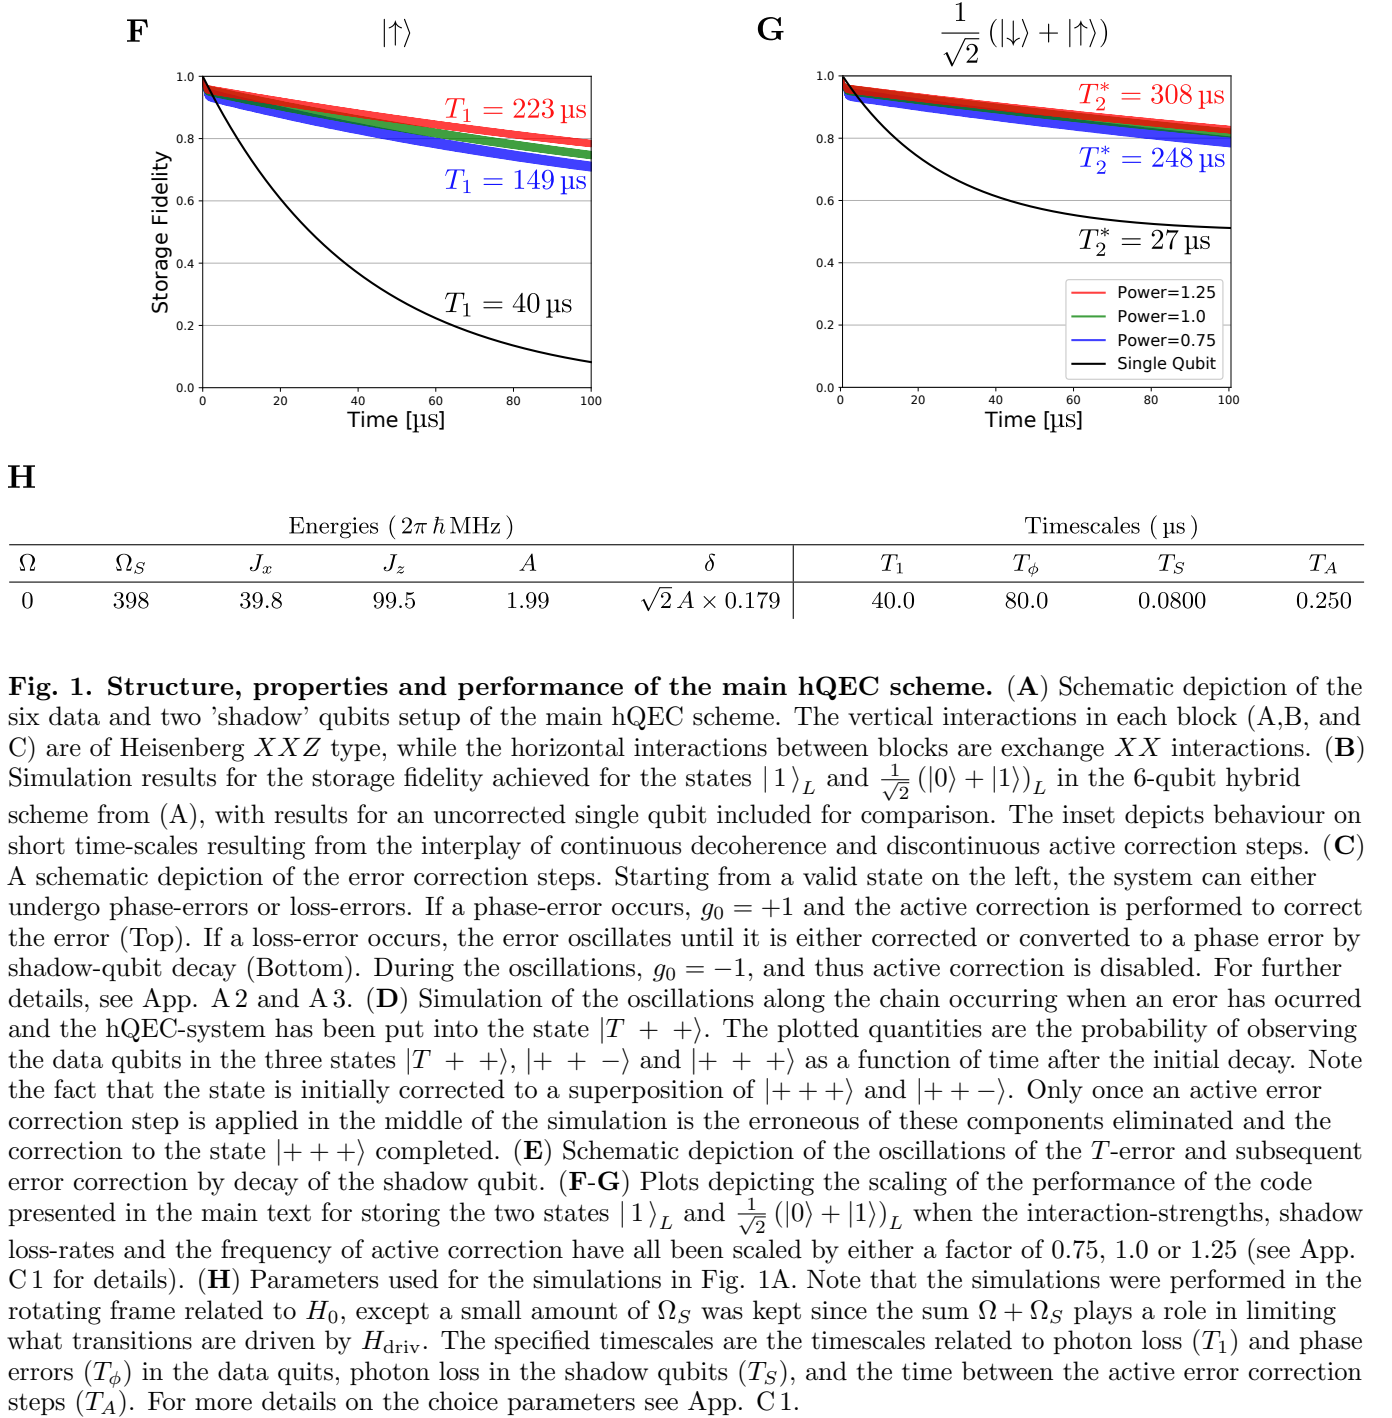 F
|↑⟩
G
1/√2 (|↓⟩ + |↑⟩)
1.0
0.8
0.6
0.4
0.2
0.0
Storage Fidelity
T₁ = 223 µs
T₁ = 149 µs
T₁ = 40 µs
0 20 40 60 80 100
Time [µs]
1.0
0.8
0.6
0.4
0.2
0.0
T₂* = 308 µs
T₂* = 248 µs
T₂* = 27 µs
Power=1.25
Power=1.0
Power=0.75
Single Qubit
0 20 40 60 80 100
Time [µs]
H
Energies ( 2π ℏ MHz ) Timescales ( µs )
Ω Ω_S J_x J_z A δ T₁ T_ϕ T_S T_A
0 398 39.8 99.5 1.99 √2 A × 0.179 40.0 80.0 0.0800 0.250
Fig. 1. Structure, properties and performance of the main hQEC scheme. (A) Schematic depiction of the
six data and two ’shadow’ qubits setup of the main hQEC scheme. The vertical interactions in each block (A,B, and
C) are of Heisenberg XXZ type, while the horizontal interactions between blocks are exchange XX interactions. (B)
Simulation results for the storage fidelity achieved for the states |1⟩_L and 1/√2 (|0⟩ + |1⟩)_L in the 6-qubit hybrid
scheme from (A), with results for an uncorrected single qubit included for comparison. The inset depicts behaviour on
short time-scales resulting from the interplay of continuous decoherence and discontinuous active correction steps. (C)
A schematic depiction of the error correction steps. Starting from a valid state on the left, the system can either
undergo phase-errors or loss-errors. If a phase-error occurs, g₀ = +1 and the active correction is performed to correct
the error (Top). If a loss-error occurs, the error oscillates until it is either corrected or converted to a phase error by
shadow-qubit decay (Bottom). During the oscillations, g₀ = −1, and thus active correction is disabled. For further
details, see App. A 2 and A 3. (D) Simulation of the oscillations along the chain occurring when an eror has ocurred
and the hQEC-system has been put into the state |T + +⟩. The plotted quantities are the probability of observing
the data qubits in the three states |T + +⟩, |+ + −⟩ and |+ + +⟩ as a function of time after the initial decay. Note
the fact that the state is initially corrected to a superposition of |+ + +⟩ and |+ + −⟩. Only once an active error
correction step is applied in the middle of the simulation is the erroneous of these components eliminated and the
correction to the state |+ + +⟩ completed. (E) Schematic depiction of the oscillations of the T-error and subsequent
error correction by decay of the shadow qubit. (F-G) Plots depicting the scaling of the performance of the code
presented in the main text for storing the two states |1⟩_L and 1/√2 (|0⟩ + |1⟩)_L when the interaction-strengths, shadow
loss-rates and the frequency of active correction have all been scaled by either a factor of 0.75, 1.0 or 1.25 (see App.
C 1 for details). (H) Parameters used for the simulations in Fig. 1A. Note that the simulations were performed in the
rotating frame related to H₀, except a small amount of Ω_S was kept since the sum Ω + Ω_S plays a role in limiting
what transitions are driven by H_driv. The specified timescales are the timescales related to photon loss (T₁) and phase
errors (T_ϕ) in the data quits, photon loss in the shadow qubits (T_S), and the time between the active error correction
steps (T_A). For more details on the choice parameters see App. C 1.